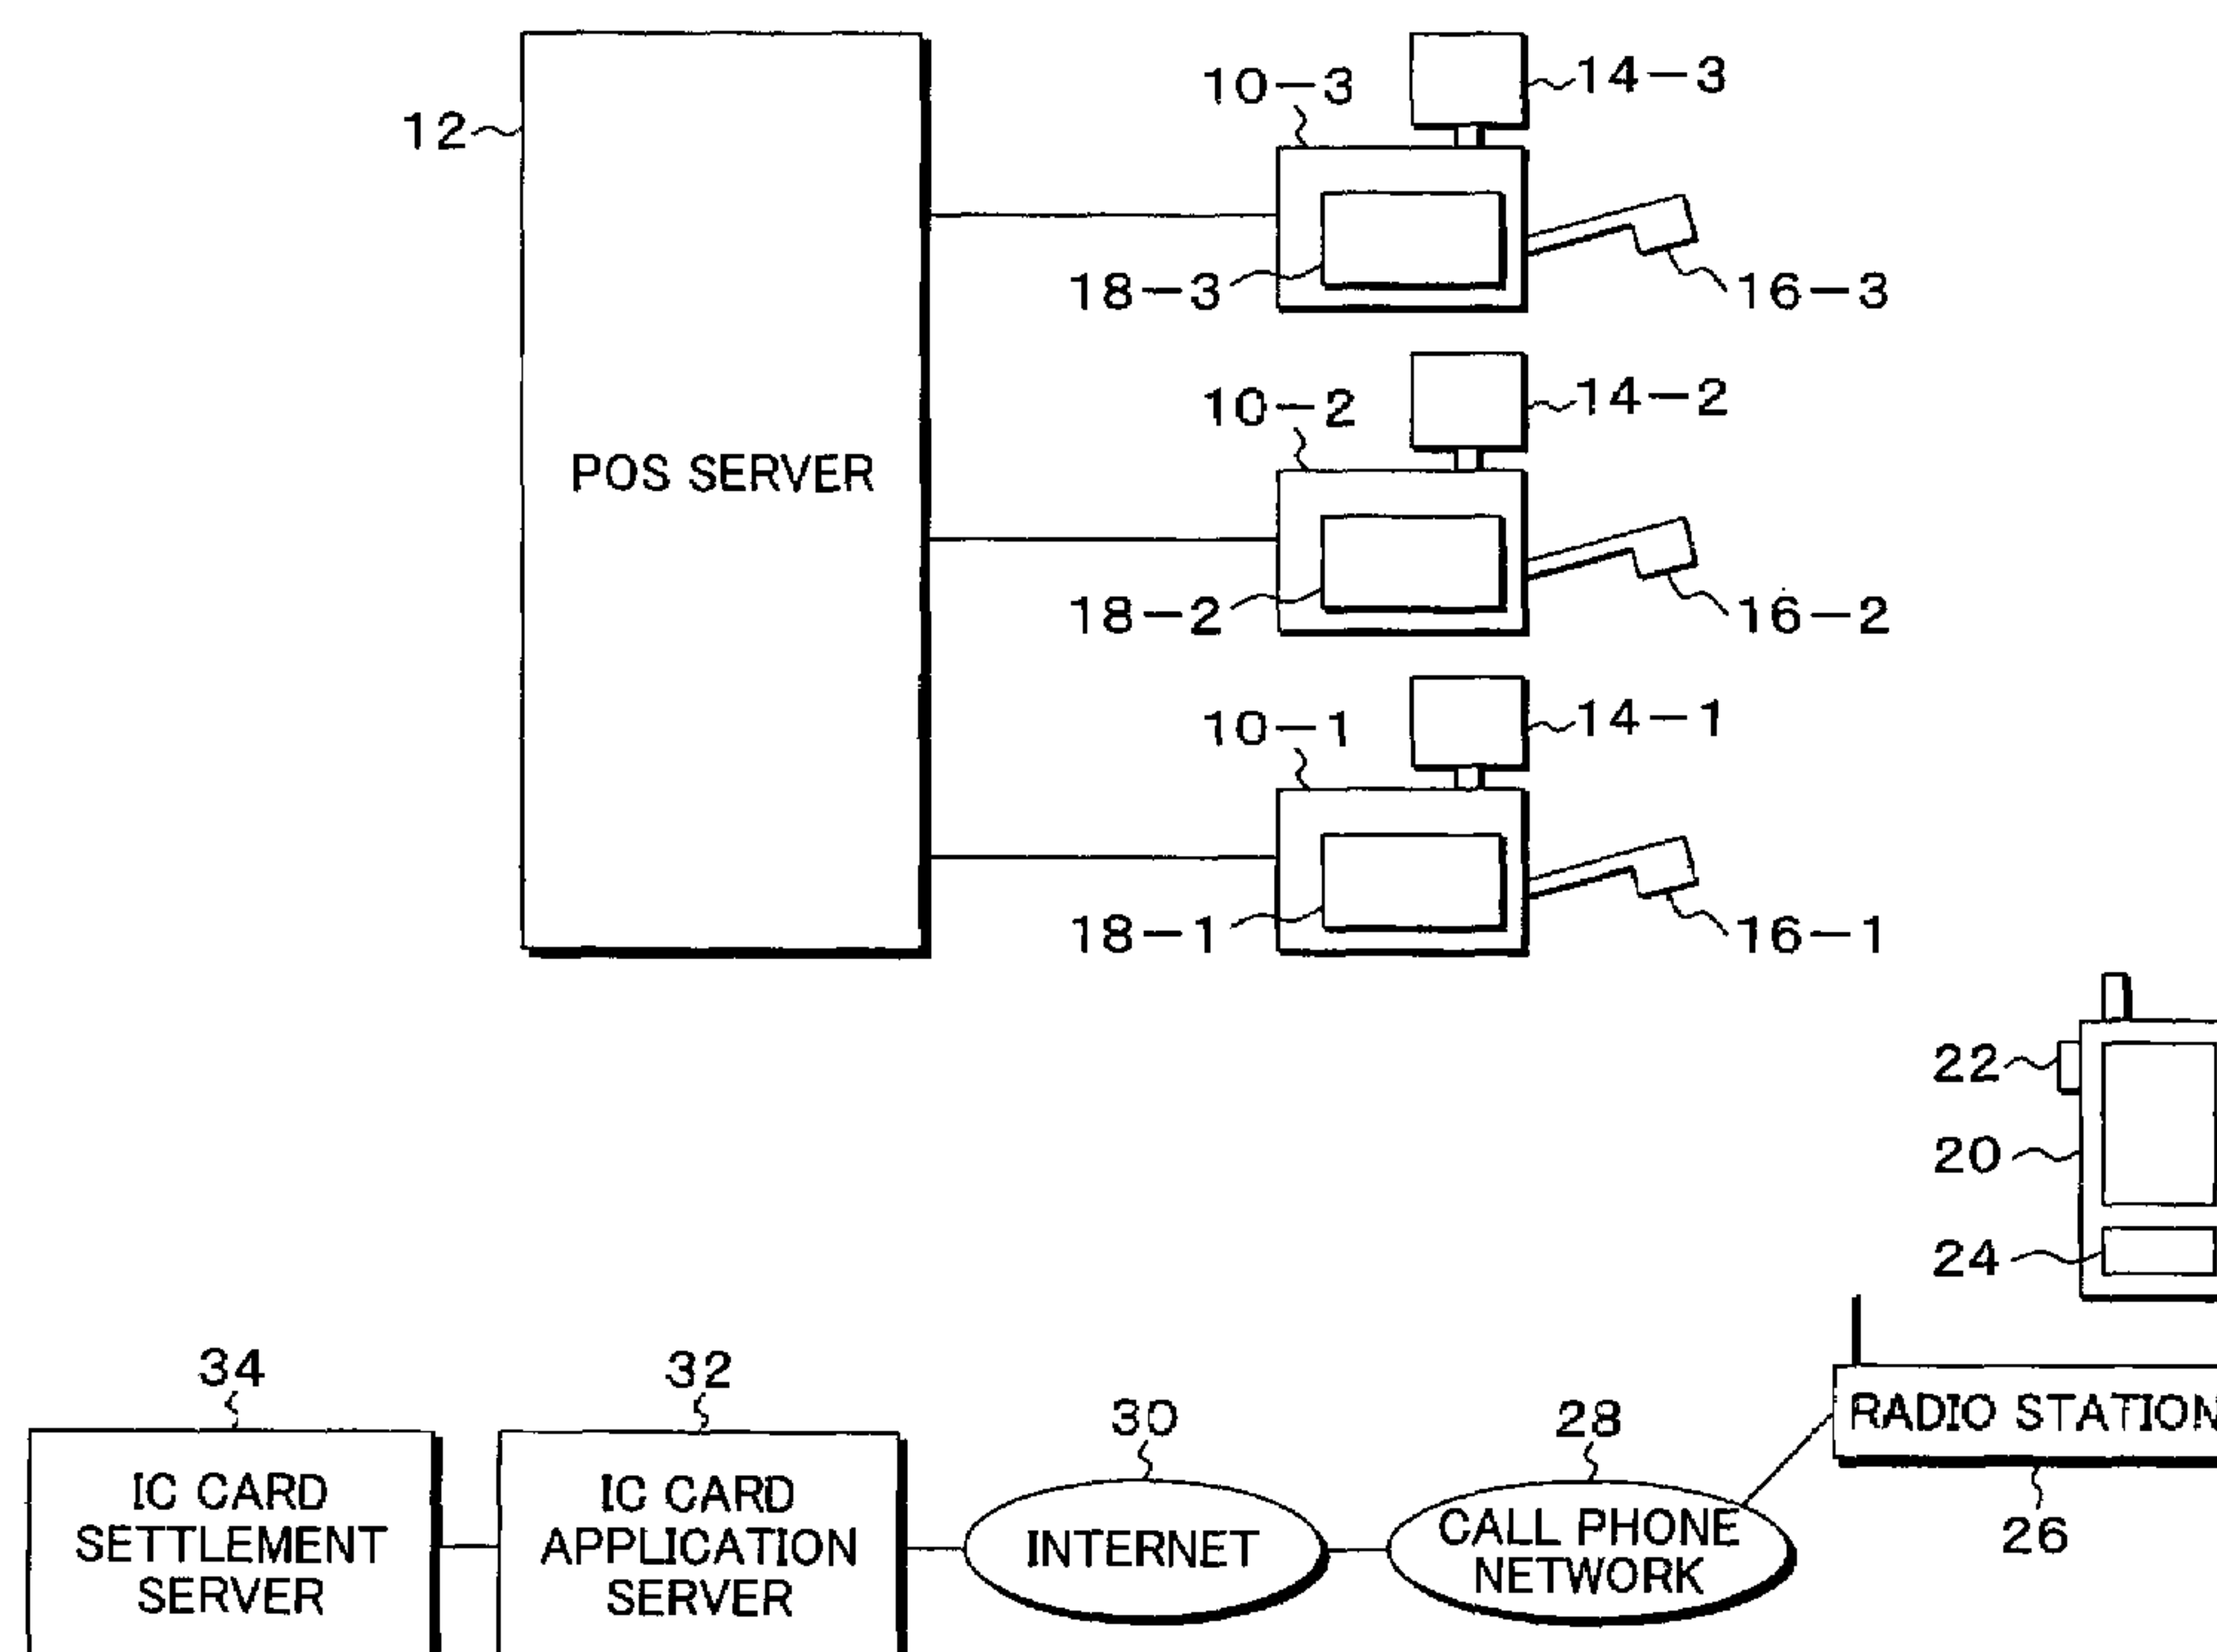 10-3
14-3
12
18-3
16-3
10-2
14-2
POS SERVER
18-2
16-2
10-1
14-1
18-1
16-1
22
20
24
34
32
30
28
RADIO STATION
26
IC CARD
SETTLEMENT
SERVER
IC CARD
APPLICATION
SERVER
INTERNET
CALL PHONE
NETWORK